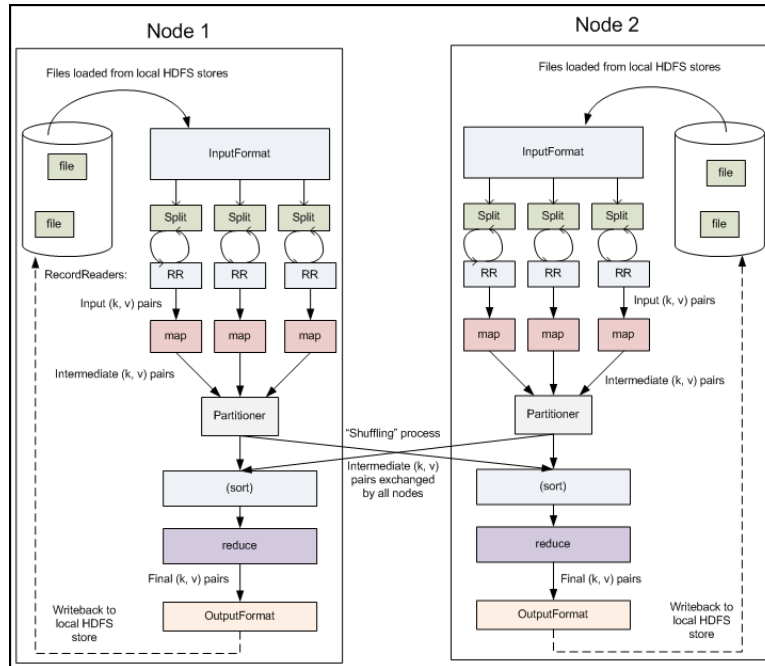 Node 1
Files loaded from local HDFS stores
InputFormat
file
file
Split
Split
Split
RecordReaders:
RR
RR
RR
Input (k, v) pairs
map
map
map
Intermediate (k, v) pairs
Partitioner
"Shuffling" process
Intermediate (k, v)
pairs exchanged
by all nodes
(sort)
reduce
Final (k, v) pairs
Writeback to
local HDFS
store
OutputFormat
Node 2
Files loaded from local HDFS stores
InputFormat
file
file
Split
Split
Split
RR
RR
RR
Input (k, v) pairs
map
map
map
Intermediate (k, v) pairs
Partitioner
(sort)
reduce
Final (k, v) pairs
OutputFormat
Writeback to
local HDFS
store